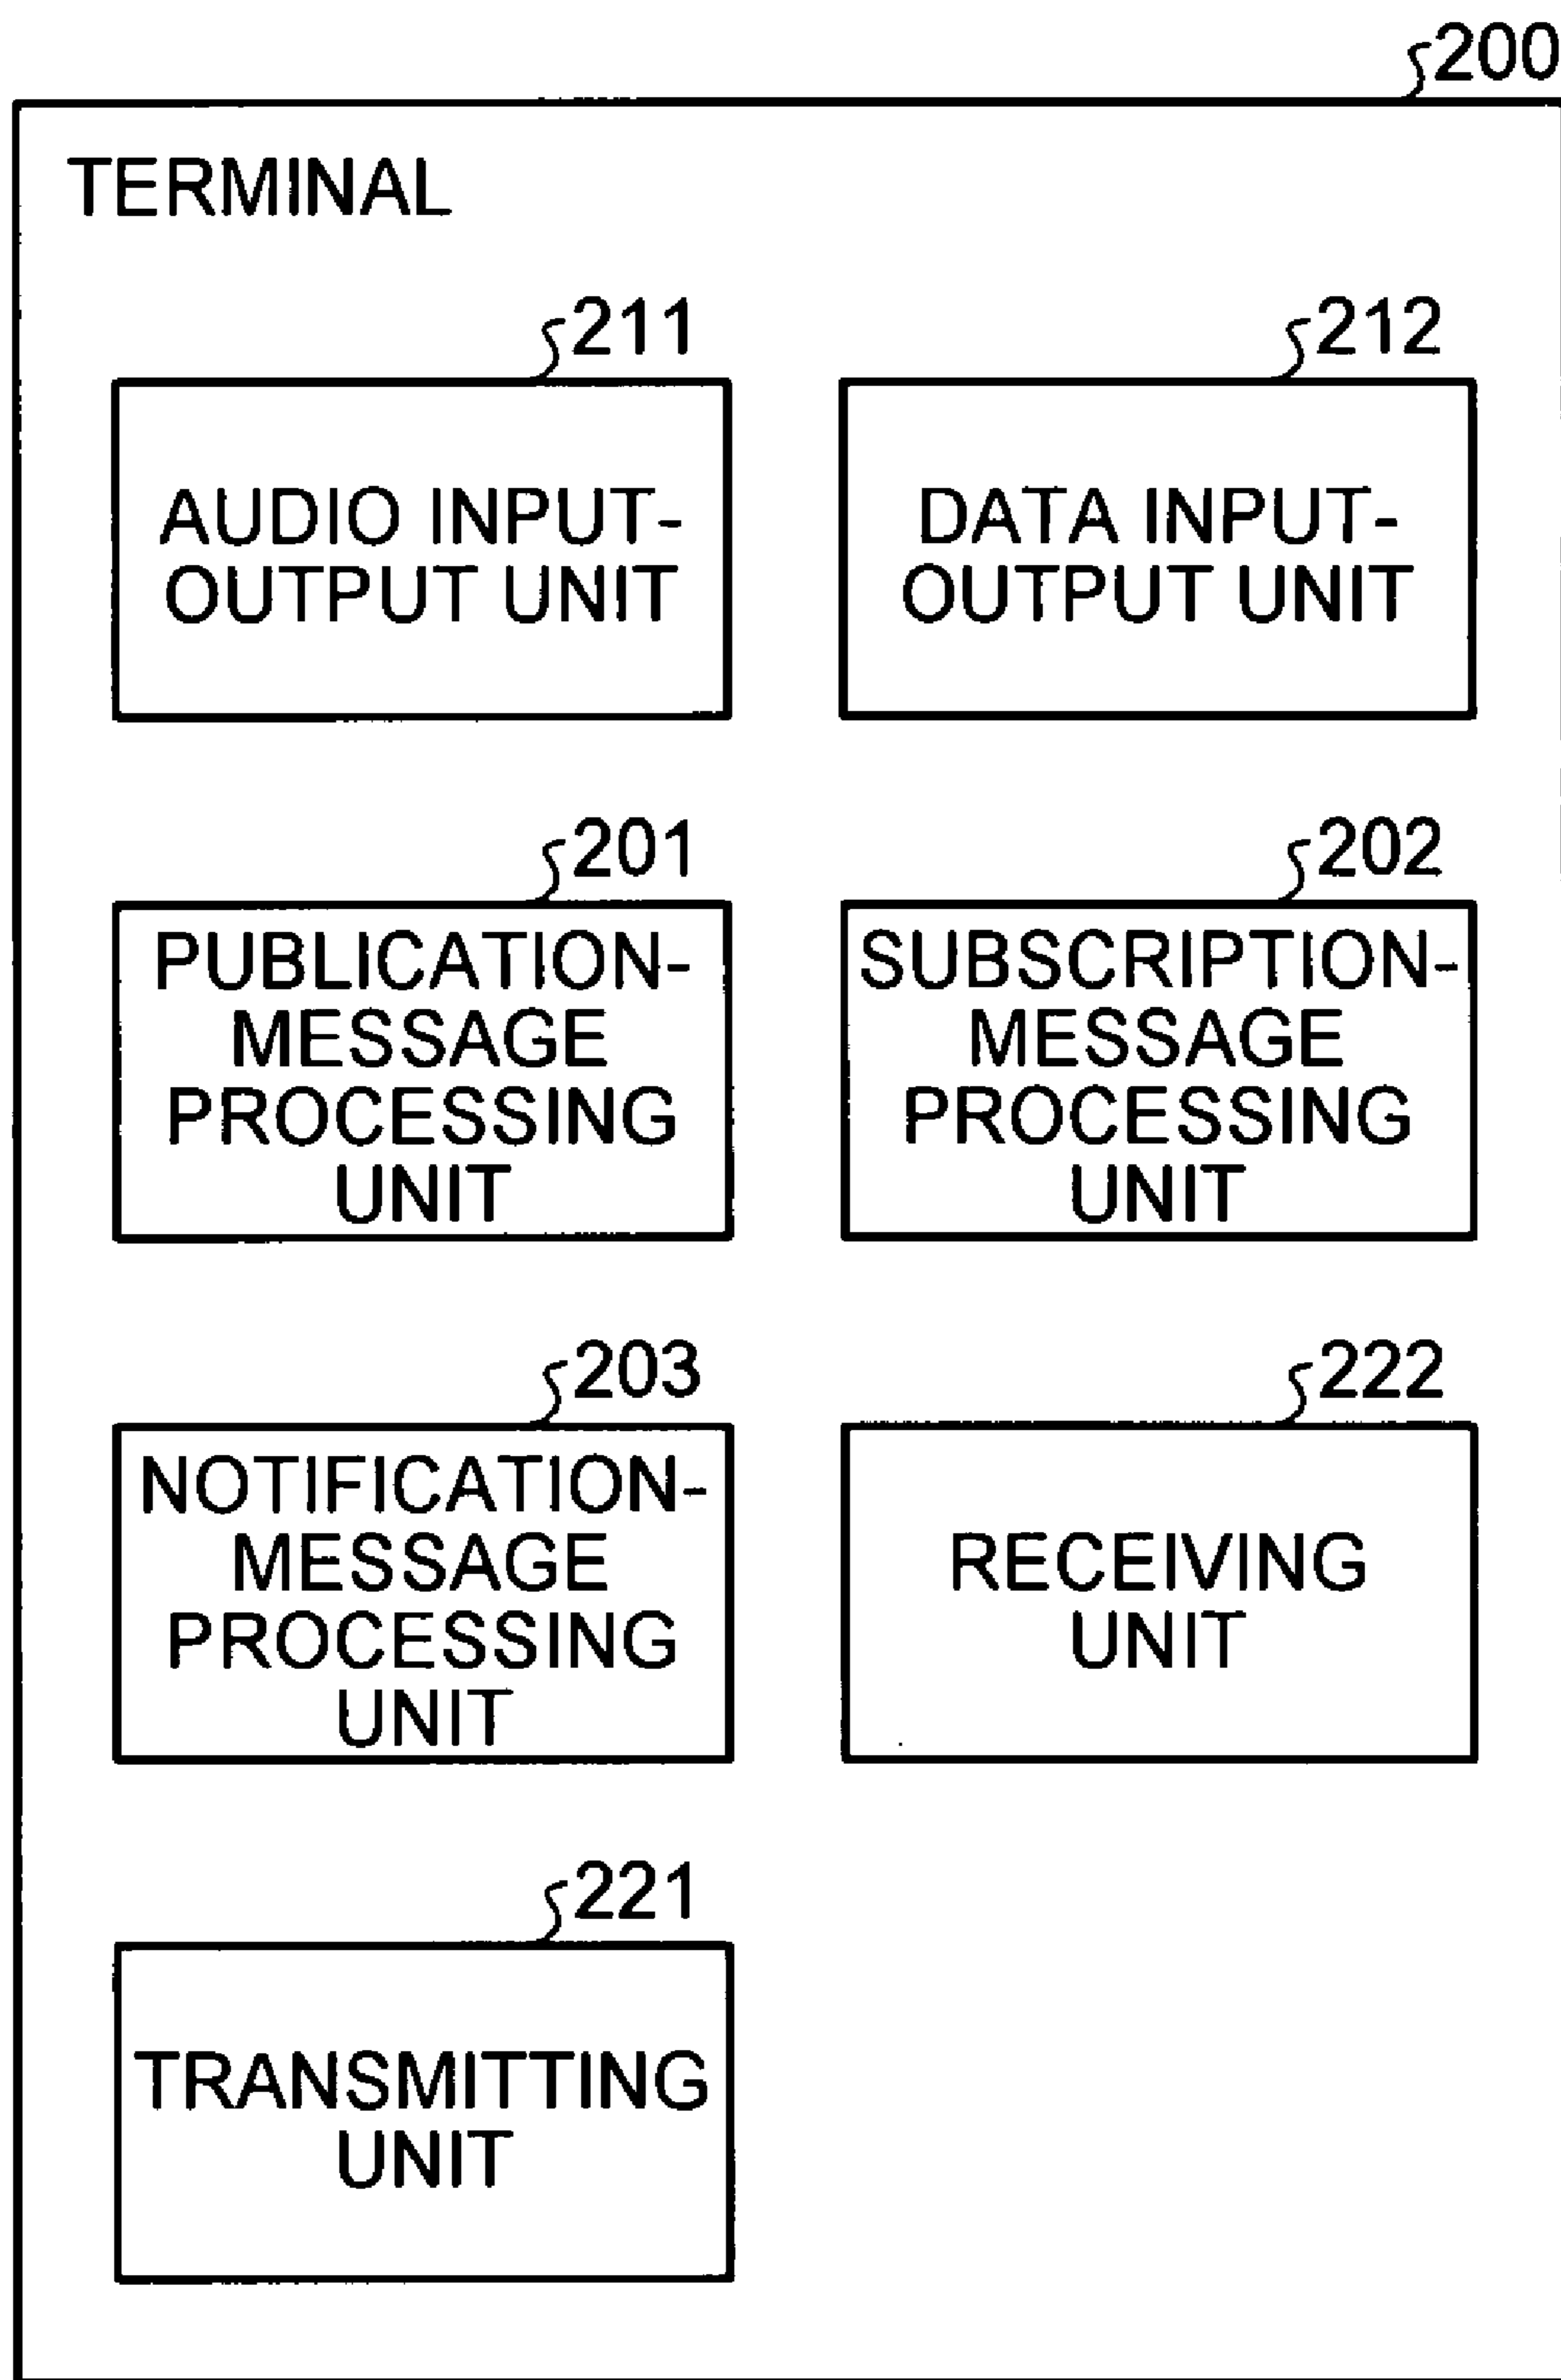 200
TERMINAL
211
AUDIO INPUT-
OUTPUT UNIT
212
DATA INPUT-
OUTPUT UNIT
201
PUBLICATION-
MESSAGE
PROCESSING
UNIT
202
SUBSCRIPTION-
MESSAGE
PROCESSING
UNIT
203
NOTIFICATION-
MESSAGE
PROCESSING
UNIT
222
RECEIVING
UNIT
221
TRANSMITTING
UNIT